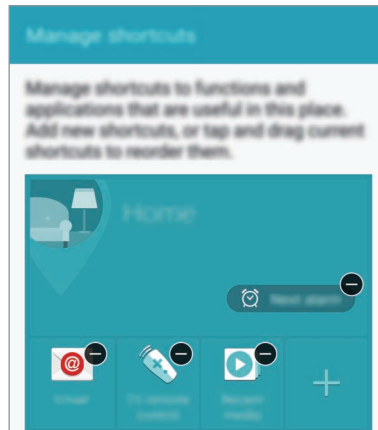 Manage shortcuts
Manage shortcuts to functions and
applications that are useful in this place.
Add new shortcuts, or tap and drag current
shortcuts to reorder them.
Home
Next alarm
Email
TV remote
control
Recent
media